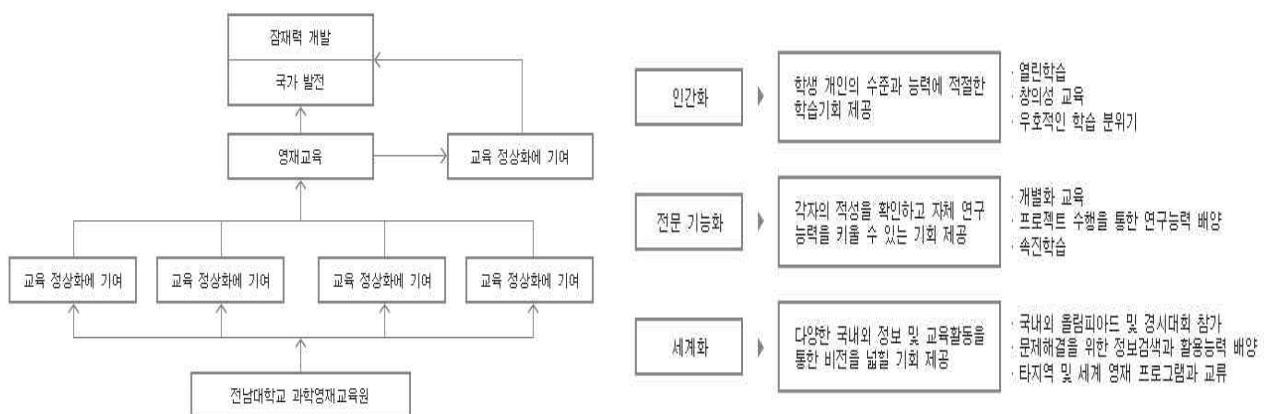 잠재력 개발
국가 발전
영재교육
교육 정상화에 기여
교육 정상화에 기여
교육 정상화에 기여
교육 정상화에 기여
교육 정상화에 기여
전남대학교 과학영재교육원
인간화
학생 개인의 수준과 능력에 적절한
학습기회 제공
· 열린학습
· 창의성 교육
· 우호적인 학습 분위기
전문 기능화
각자의 적성을 확인하고 자체 연구
능력을 키울 수 있는 기회 제공
· 개별화 교육
· 프로젝트 수행을 통한 연구능력 배양
· 속진학습
세계화
다양한 국내외 정보 및 교육활동을
통한 비전을 넓힐 기회 제공
· 국내외 올림피아드 및 경시대회 참가
· 문제해결을 위한 정보검색과 활용능력 배양
· 타지역 및 세계 영재 프로그램과 교류